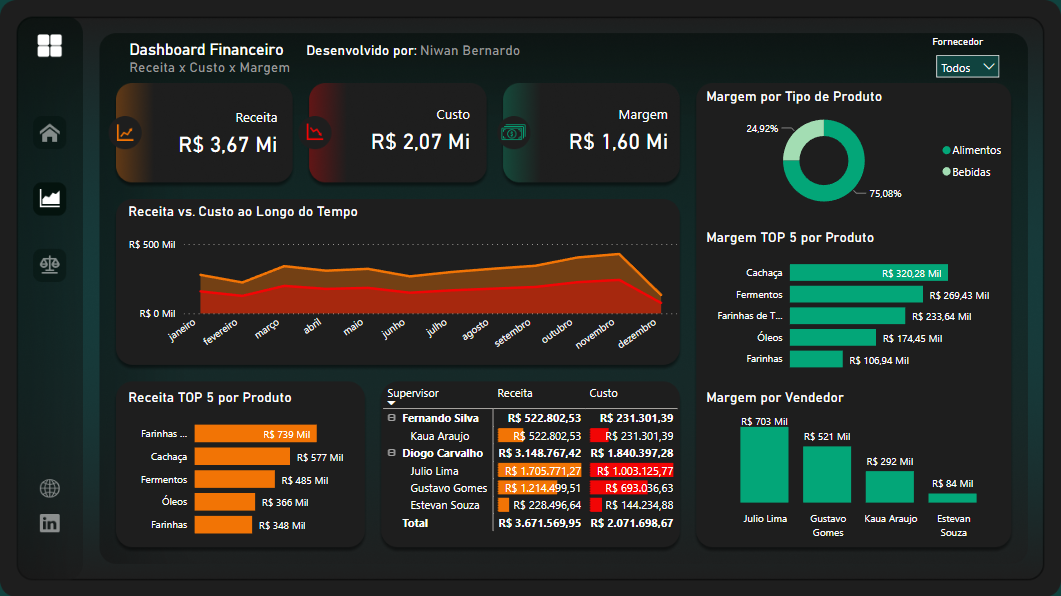 Dashboard Financeiro
Receita x Custo x Margem
Desenvolvido por: Niwan Bernardo
Fornecedor
Todos
Receita
R$ 3,67 Mi
Custo
R$ 2,07 Mi
Margem
R$ 1,60 Mi
Receita vs. Custo ao Longo do Tempo
R$ 500 Mil
R$ 0 Mil
janeiro
fevereiro
março
abril
maio
junho
julho
agosto
setembro
outubro
novembro
dezembro
Receita TOP 5 por Produto
Farinhas ... R$ 739 Mil
Cachaça R$ 577 Mil
Fermentos R$ 485 Mil
Óleos R$ 366 Mil
Farinhas R$ 348 Mil
Supervisor Receita Custo
Fernando Silva R$ 522.802,53 R$ 231.301,39
Kaua Araujo R$ 522.802,53 R$ 231.301,39
Diogo Carvalho R$ 3.148.767,42 R$ 1.840.397,28
Julio Lima R$ 1.705.771,27 R$ 1.003.125,77
Gustavo Gomes R$ 1.214.499,51 R$ 693.036,63
Estevan Souza R$ 228.496,64 R$ 144.234,88
Total R$ 3.671.569,95 R$ 2.071.698,67
Margem por Tipo de Produto
24,92%
75,08%
Alimentos
Bebidas
Margem TOP 5 por Produto
Cachaça R$ 320,28 Mil
Fermentos R$ 269,43 Mil
Farinhas de T... R$ 233,64 Mil
Óleos R$ 174,45 Mil
Farinhas R$ 106,94 Mil
Margem por Vendedor
R$ 703 Mil
R$ 521 Mil
R$ 292 Mil
R$ 84 Mil
Julio Lima
Gustavo
Gomes
Kaua Araujo
Estevan
Souza